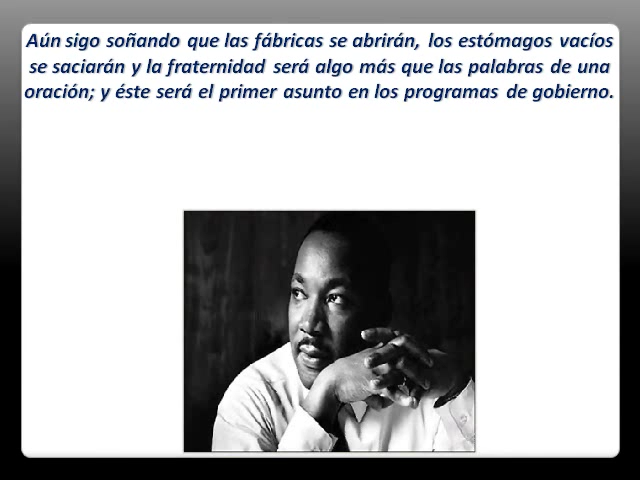 Aún sigo soñando que las fábricas se abrirán, los estómagos vacíos
se saciarán y la fraternidad será algo más que las palabras de una
oración; y éste será el primer asunto en los programas de gobierno.